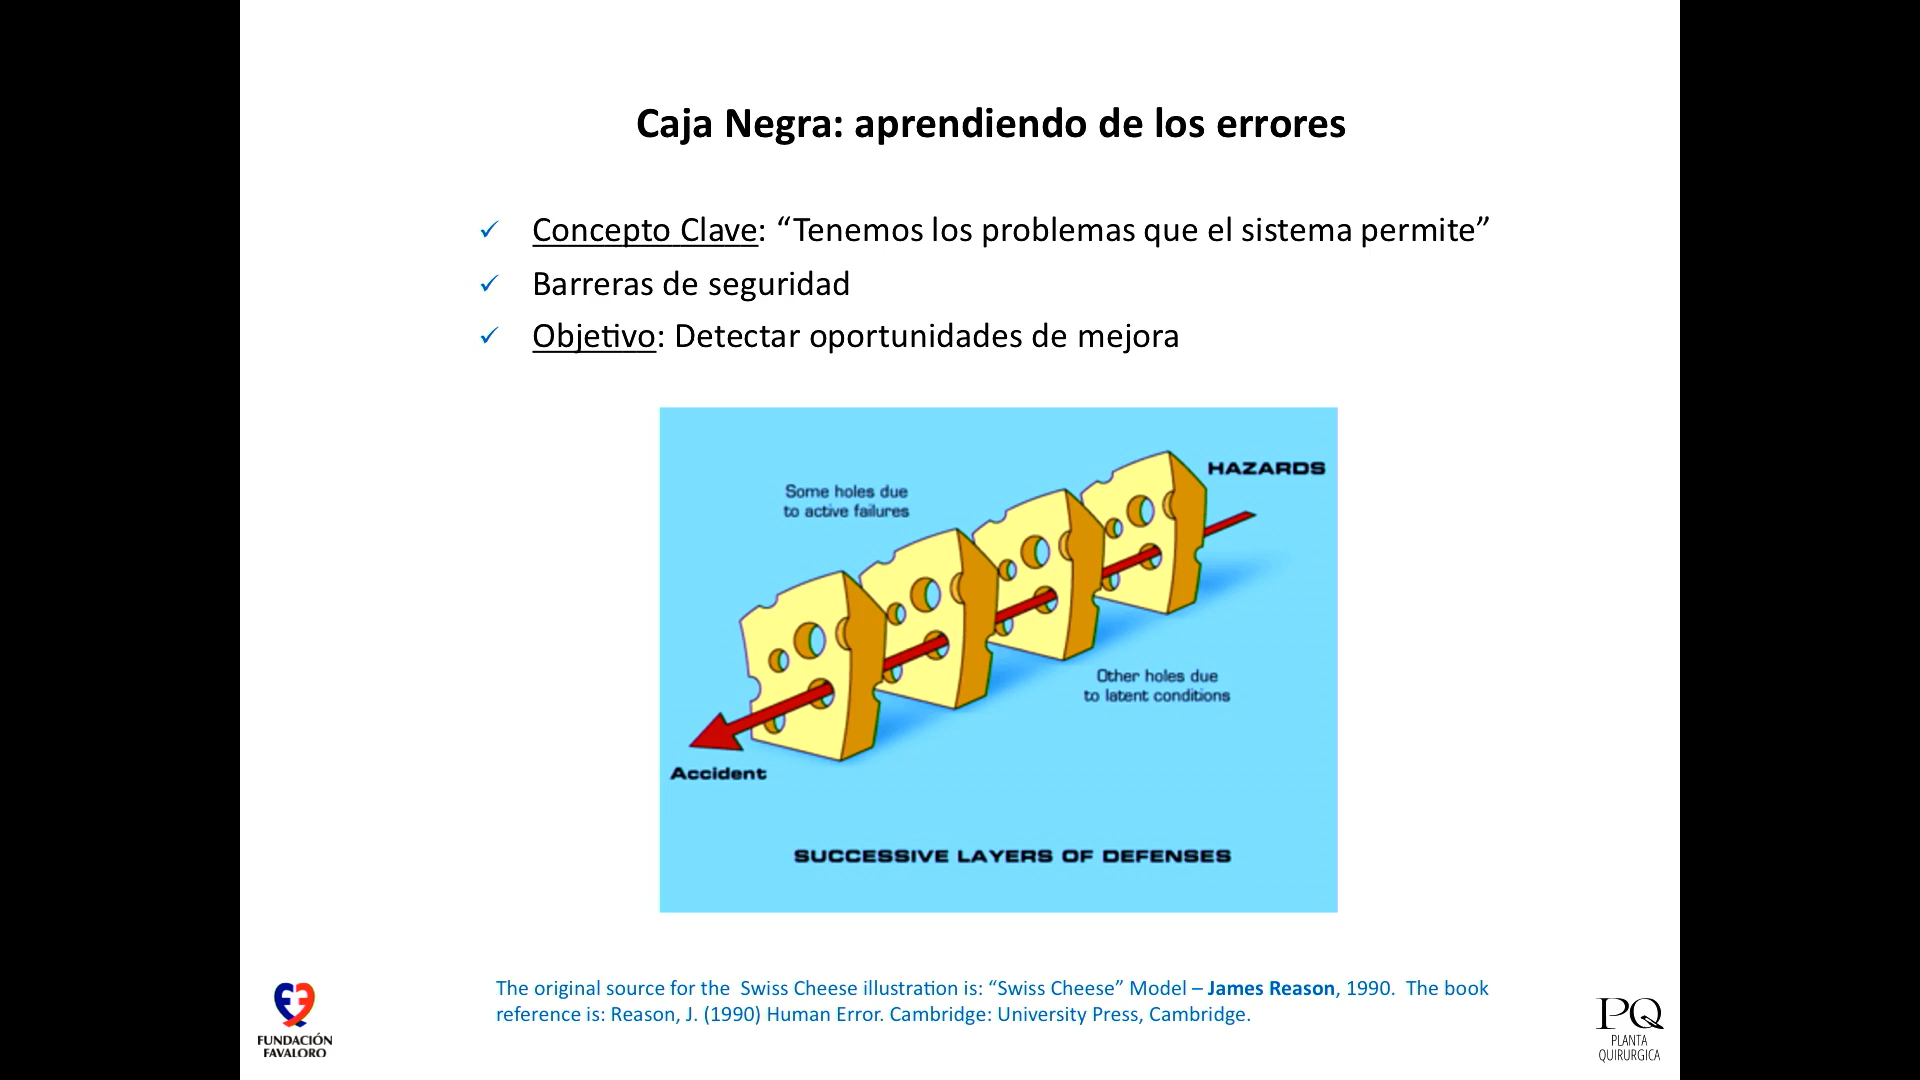 Caja Negra: aprendiendo de los errores
✓ Concepto Clave: “Tenemos los problemas que el sistema permite”
✓ Barreras de seguridad
✓ Objetivo: Detectar oportunidades de mejora
HAZARDS
Some holes due
to active failures
Other holes due
to latent conditions
Accident
SUCCESSIVE LAYERS OF DEFENSES
The original source for the Swiss Cheese illustration is: “Swiss Cheese” Model – James Reason, 1990. The book
reference is: Reason, J. (1990) Human Error. Cambridge: University Press, Cambridge.
FUNDACIÓN
FAVALORO
PQ
PLANTA
QUIRURGICA